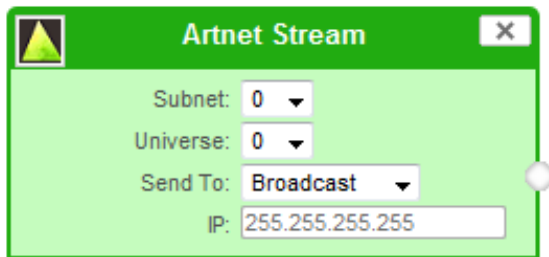 Artnet Stream
Subnet: 0
Universe: 0
Send To: Broadcast
IP: 255.255.255.255